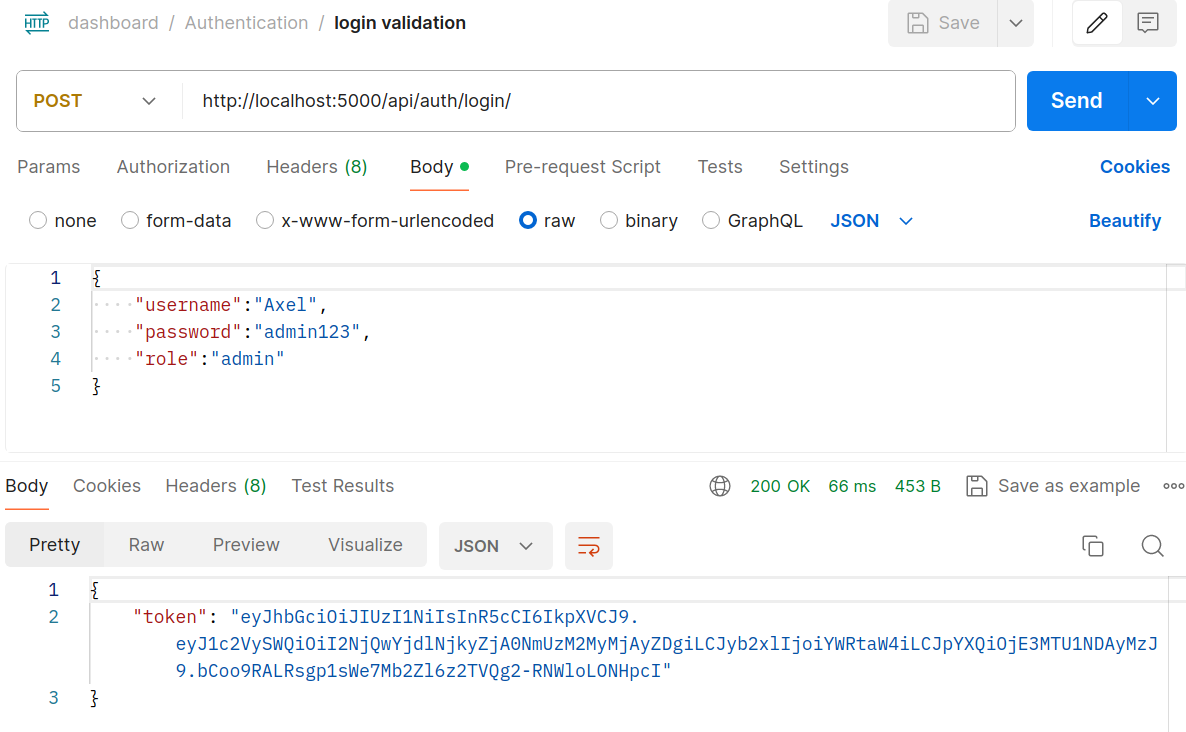 HTTP dashboard / Authentication / login validation Save
POST http://localhost:5000/api/auth/login/ Send
Params Authorization Headers (8) Body Pre-request Script Tests Settings Cookies
none form-data x-www-form-urlencoded raw binary GraphQL JSON Beautify
1 {
2 "username":"Axel",
3 "password":"admin123",
4 "role":"admin"
5 }
Body Cookies Headers (8) Test Results 200 OK 66 ms 453 B Save as example
Pretty Raw Preview Visualize JSON
1 {
2 "token": "eyJhbGciOiJIUzI1NiIsInR5cCI6IkpXVCJ9.
eyJ1c2VySWQiOiI2NjQwYjdlNjkyZjA0NmUzM2MyMjAyZDgiLCJyb2xlIjoiYWRtaW4iLCJpYXQiOjE3MTU1NDAyMzJ
9.bCoo9RALRsgp1sWe7Mb2Zl6z2TVQg2-RNWloLONHpcI"
3 }